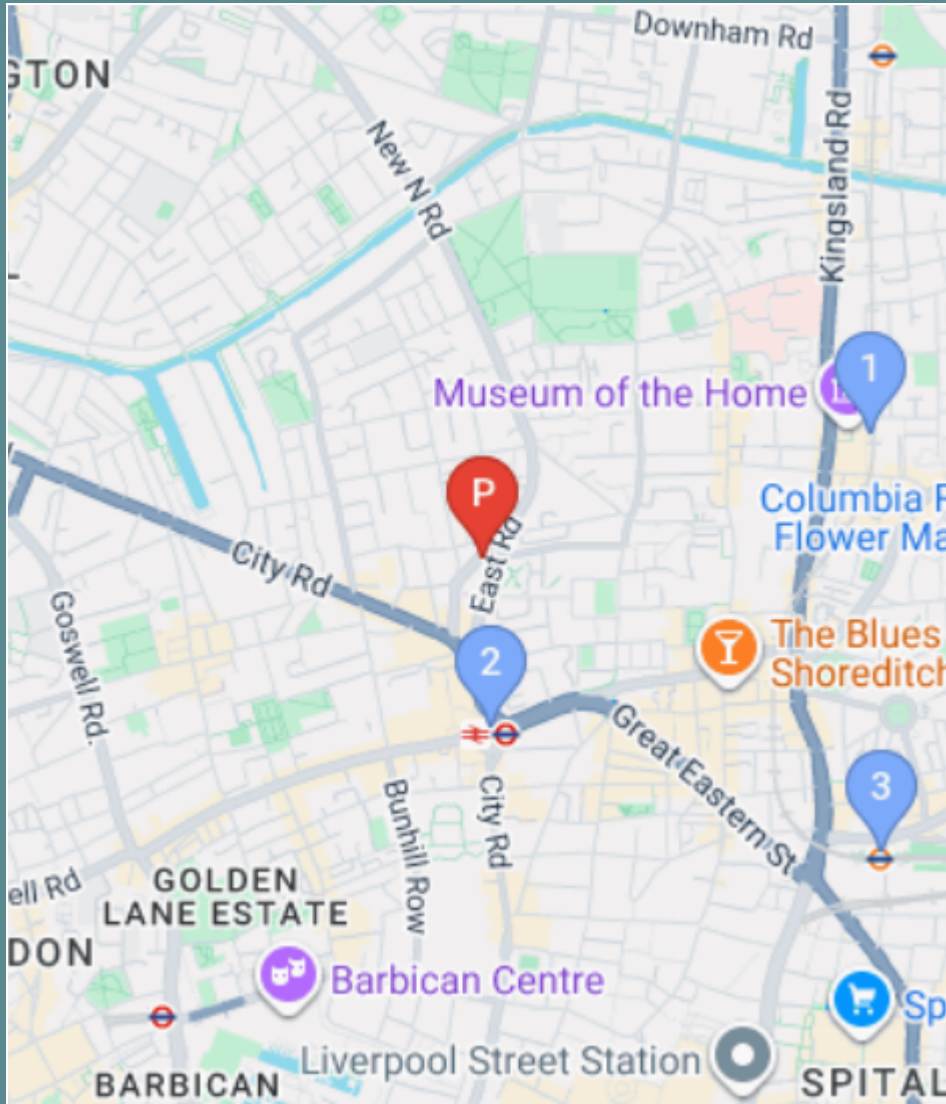 Downham Rd
GTON
New N Rd
Kingsland Rd
1
Museum of the Home
P
Columbia
Flower
East Rd
City Rd
Goswell Rd.
2
The Blues
Shoreditch
Great Eastern St
3
City Rd
Bunhill Row
ell Rd
GOLDEN
LANE ESTATE
DON
Barbican Centre
Sp
Liverpool Street Station
BARBICAN
SPITAL